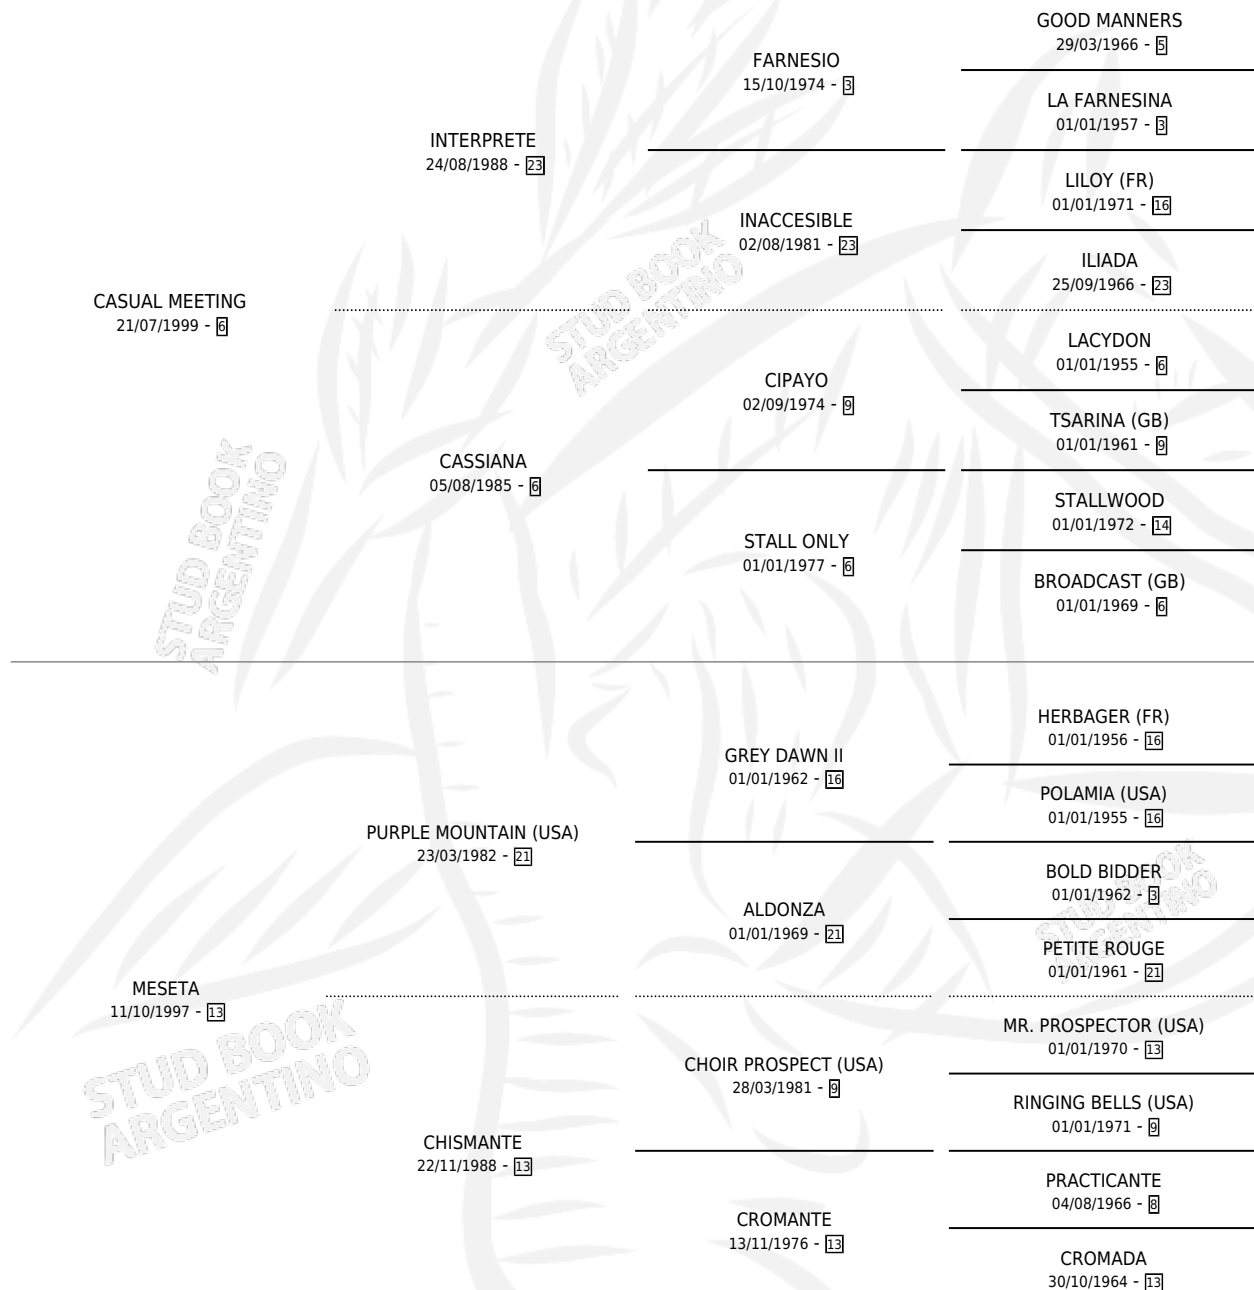 GOOD MANNERS
29/03/1966 - 5
FARNESIO
15/10/1974 - 3
LA FARNESINA
01/01/1957 - 3
INTERPRETE
24/08/1988 - 23
LILOY (FR)
01/01/1971 - 16
INACCESIBLE
02/08/1981 - 23
ILIADA
25/09/1966 - 23
CASUAL MEETING
21/07/1999 - 6
LACYDON
01/01/1955 - 6
CIPAYO
02/09/1974 - 9
TSARINA (GB)
01/01/1961 - 9
CASSIANA
05/08/1985 - 6
STALLWOOD
01/01/1972 - 14
STALL ONLY
01/01/1977 - 6
BROADCAST (GB)
01/01/1969 - 6
HERBAGER (FR)
01/01/1956 - 16
GREY DAWN II
01/01/1962 - 16
POLAMIA (USA)
01/01/1955 - 16
PURPLE MOUNTAIN (USA)
23/03/1982 - 21
BOLD BIDDER
01/01/1962 - 3
ALDONZA
01/01/1969 - 21
PETITE ROUGE
01/01/1961 - 21
MESETA
11/10/1997 - 13
MR. PROSPECTOR (USA)
01/01/1970 - 13
CHOIR PROSPECT (USA)
28/03/1981 - 9
RINGING BELLS (USA)
01/01/1971 - 9
CHISMANTE
22/11/1988 - 13
PRACTICANTE
04/08/1966 - 8
CROMANTE
13/11/1976 - 13
CROMADA
30/10/1964 - 13
STUD BOOK
ARGENTINO
STUD BOOK
ARGENTINO
STUD BOOK
ARGENTINO
STUD BOOK
ARGENTINO